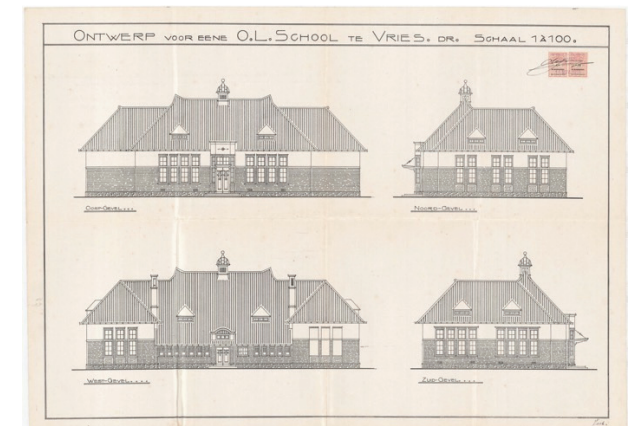 ONTWERP VOOR EENE O.L. SCHOOL TE VRIES. DR. SCHAAL 1 À 100.
OOST-GEVEL...
NOORD-GEVEL...
WEST-GEVEL....
ZUID-GEVEL...